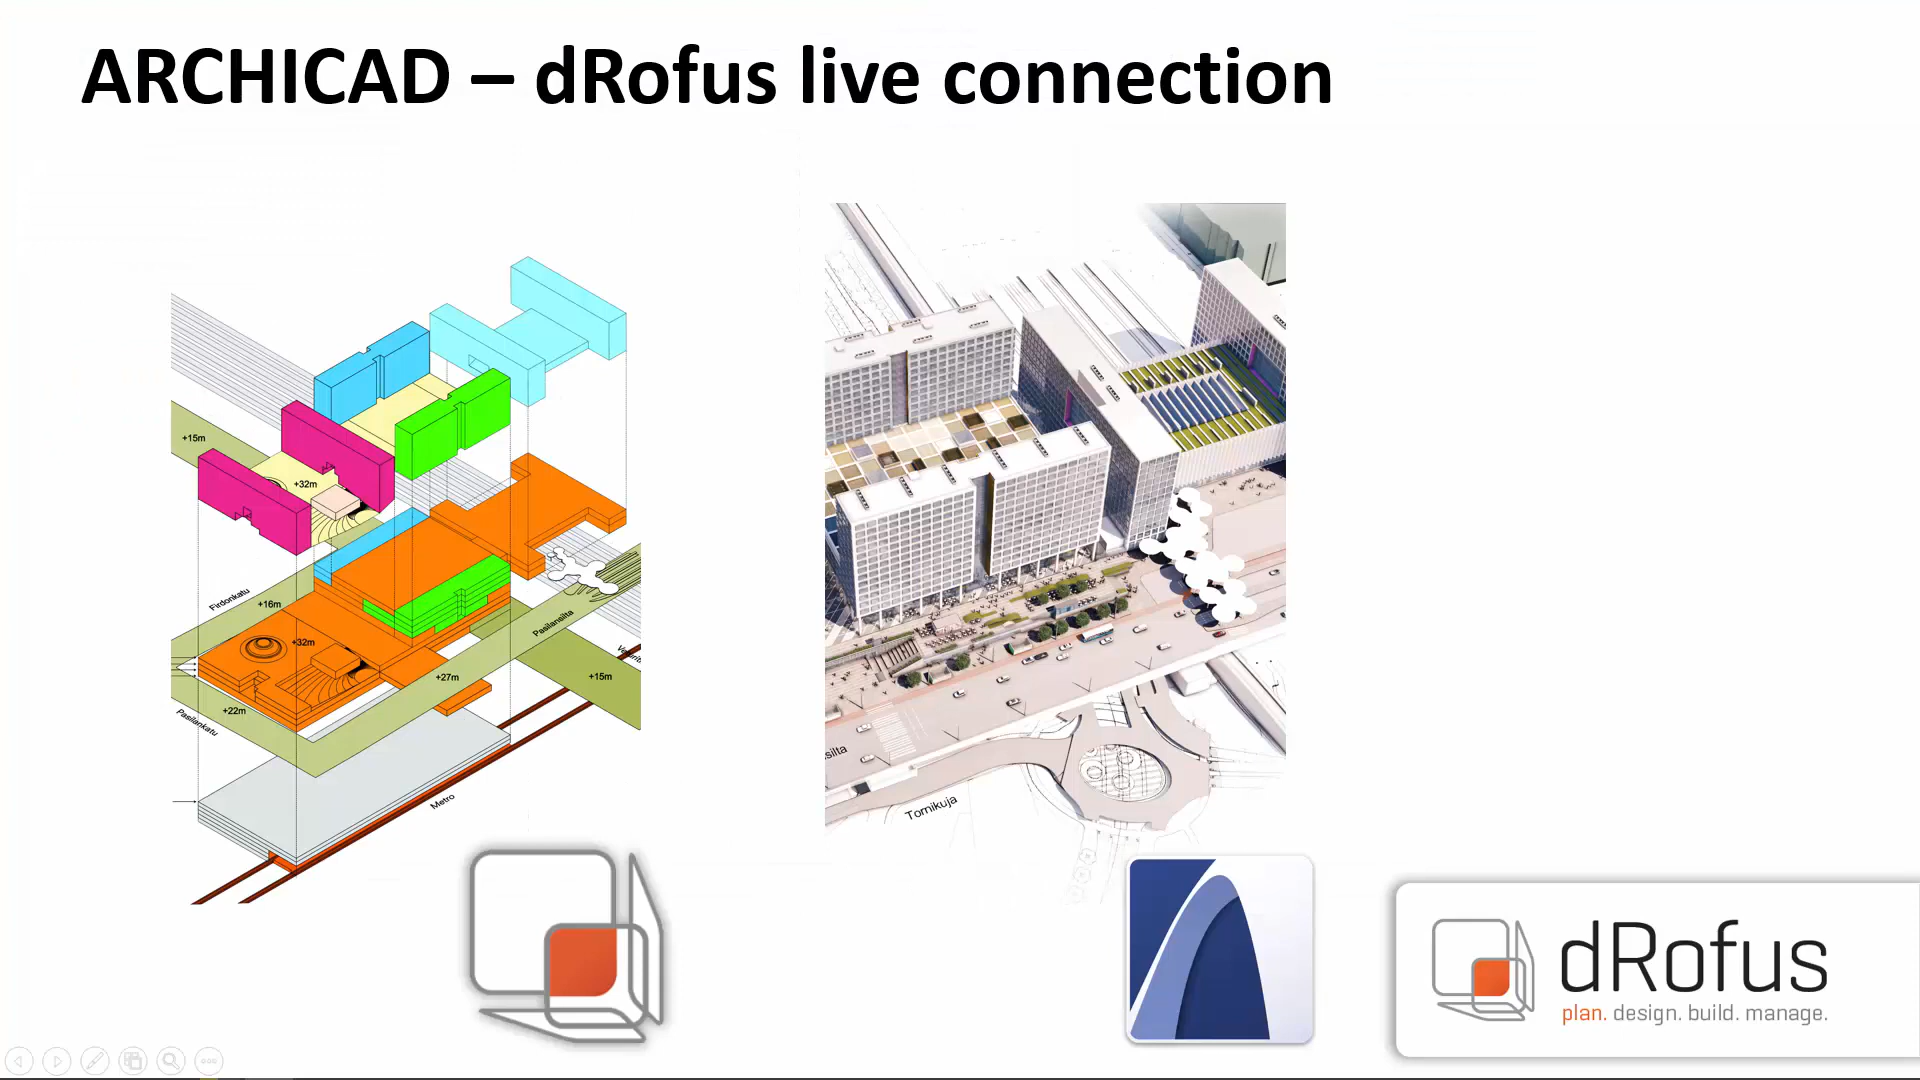 ARCHICAD – dRofus live connection
+15m
+32m
Firdonkatu
+16m
+32m
Pasilansilta
+27m
+15m
+22m
Pasilankatu
Metro
Tornikuja
dRofus
plan. design. build. manage.